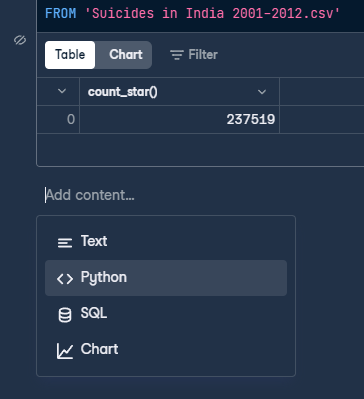 FROM 'Suicides in India 2001-2012.csv'
Table Chart Filter
count_star()
0 237519
Add content...
Text
Python
SQL
Chart